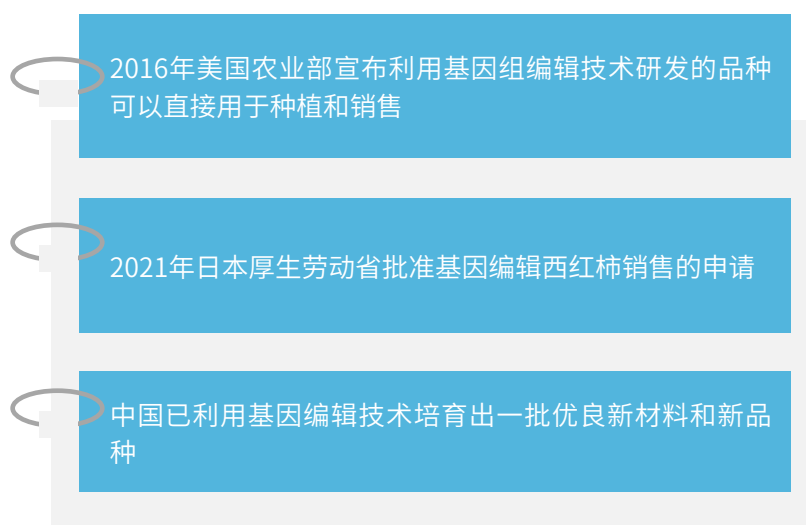 2016年美国农业部宣布利用基因组编辑技术研发的品种
可以直接用于种植和销售
2021年日本厚生劳动省批准基因编辑西红柿销售的申请
中国已利用基因编辑技术培育出一批优良新材料和新品
种